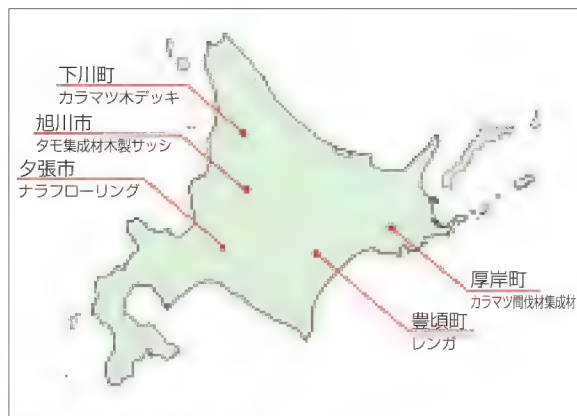 下川町
カラマツ木デッキ
旭川市
タモ集成材木製サッシ
夕張市
ナラフローリング
厚岸町
カラマツ間伐材集成材
豊頃町
レンガ